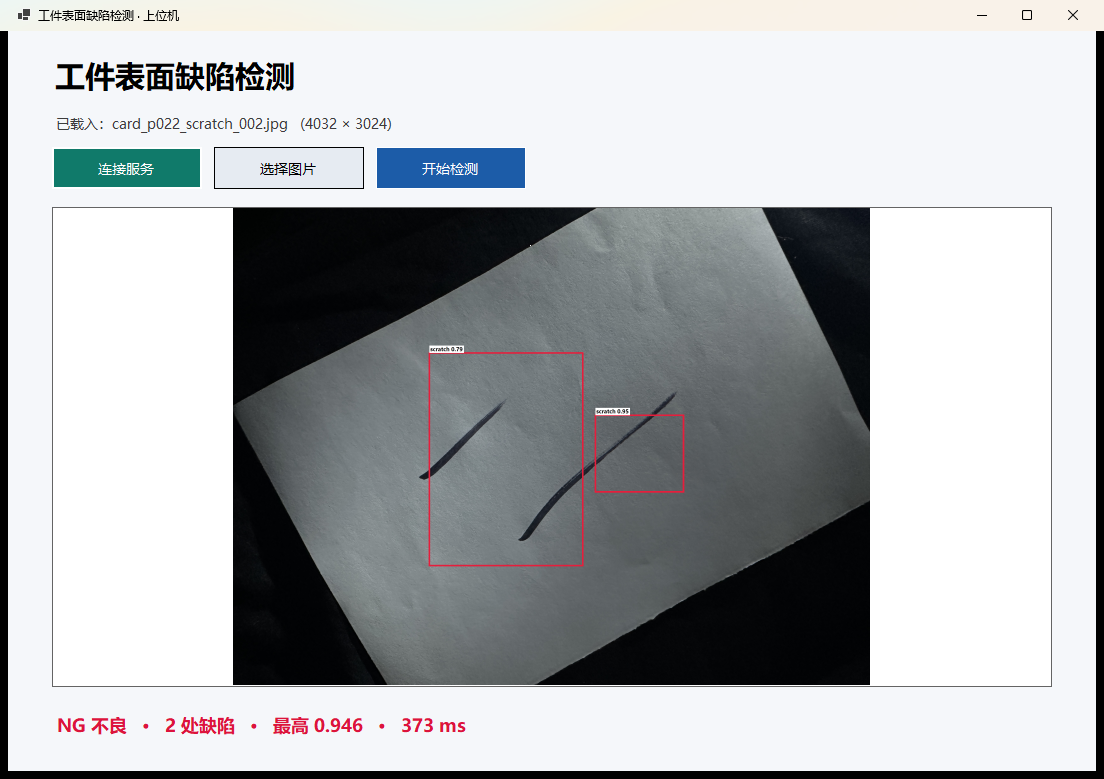 工件表面缺陷检测 · 上位机
工件表面缺陷检测
已载入：card_p022_scratch_002.jpg （4032 × 3024）
连接服务 选择图片 开始检测
scratch 0.79
scratch 0.95
NG 不良 • 2 处缺陷 • 最高 0.946 • 373 ms